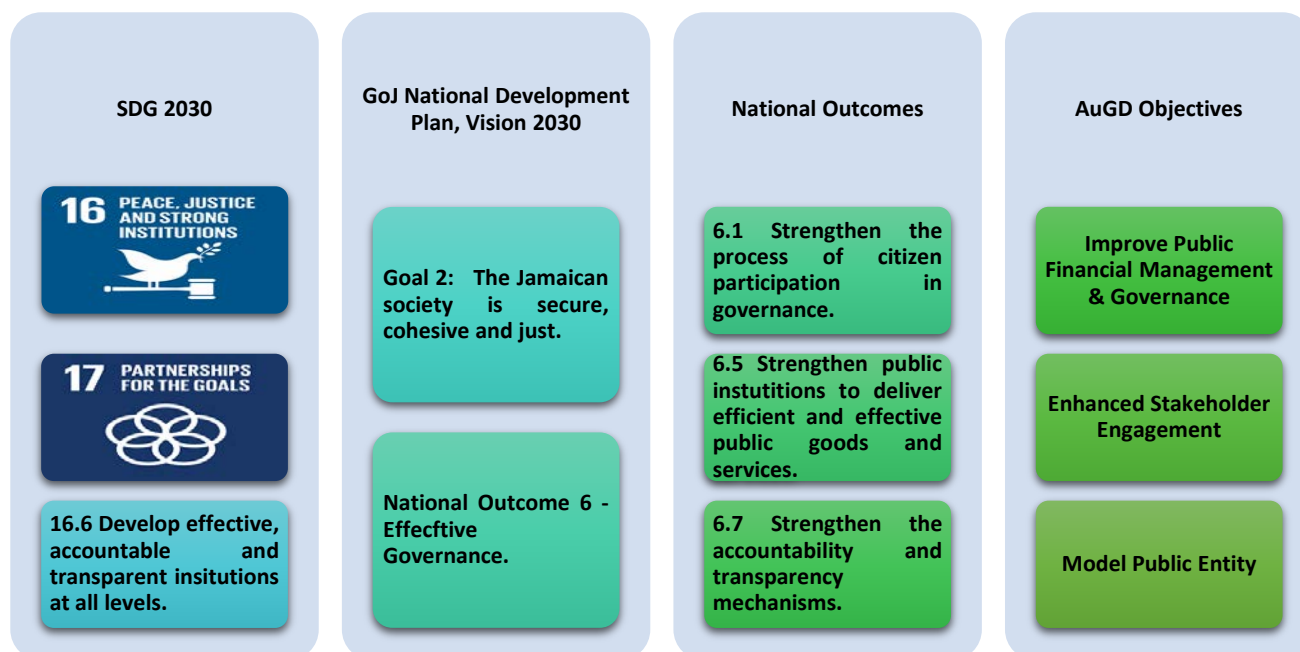 SDG 2030
16 PEACE, JUSTICE
AND STRONG
INSTITUTIONS
17 PARTNERSHIPS
FOR THE GOALS
16.6 Develop effective,
accountable and
transparent insitutions
at all levels.
GoJ National Development
Plan, Vision 2030
Goal 2: The Jamaican
society is secure,
cohesive and just.
National Outcome 6 -
Effecftive
Governance.
National Outcomes
6.1 Strengthen the
process of citizen
participation in
governance.
6.5 Strengthen public
instutitions to deliver
efficient and effective
public goods and
services.
6.7 Strengthen the
accountability and
transparency
mechanisms.
AuGD Objectives
Improve Public
Financial Management
& Governance
Enhanced Stakeholder
Engagement
Model Public Entity